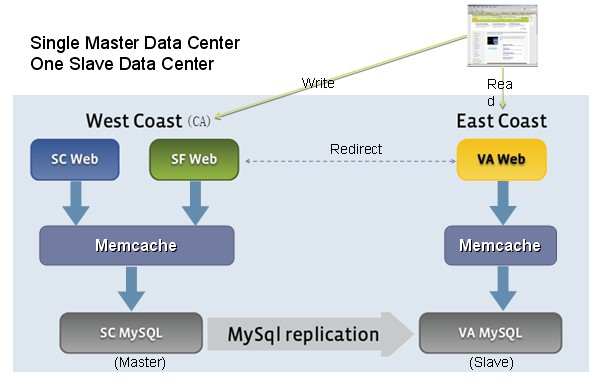 Single Master Data Center
One Slave Data Center
Write
Rea
d
West Coast (CA)
East Coast
SC Web
SF Web
Redirect
VA Web
Memcache
Memcache
SC MySQL
MySql replication
VA MySQL
(Master)
(Slave)